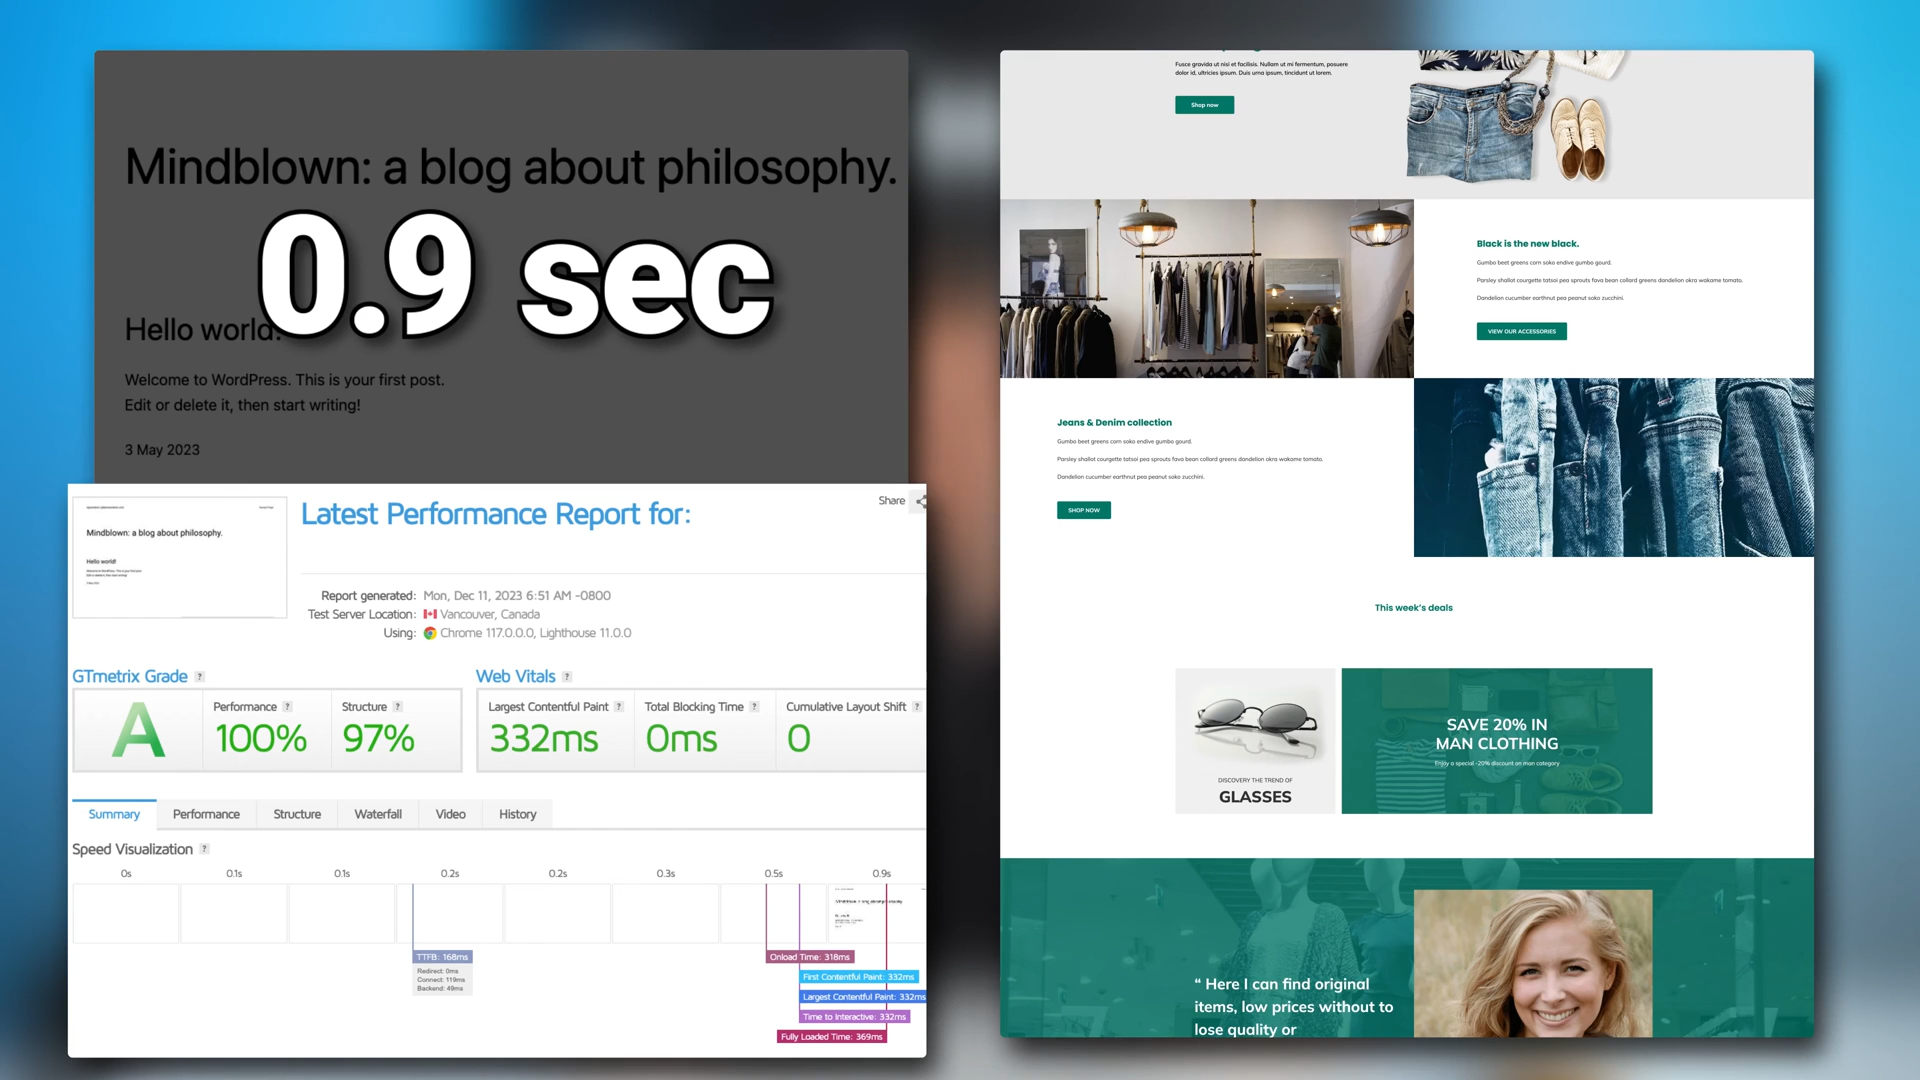 Mindblown: a blog about philosophy.
0.9 sec
Hello world!
Welcome to WordPress. This is your first post.
Edit or delete it, then start writing!
3 May 2023
Mindblown: a blog about philosophy.
Hello world!
Latest Performance Report for:
Share
Report generated: Mon, Dec 11, 2023 6:51 AM -0800
Test Server Location: Vancouver, Canada
Using: Chrome 117.0.0.0, Lighthouse 11.0.0
GTmetrix Grade ?
A
Performance ?
100%
Structure ?
97%
Web Vitals ?
Largest Contentful Paint ?
332ms
Total Blocking Time ?
0ms
Cumulative Layout Shift ?
0
Summary
Performance
Structure
Waterfall
Video
History
Speed Visualization ?
0s
0.1s
0.1s
0.2s
0.2s
0.3s
0.5s
0.9s
TTFB: 168ms
Redirect: 0ms
Connect: 119ms
Backend: 49ms
Onload Time: 318ms
First Contentful Paint: 332ms
Largest Contentful Paint: 332ms
Time to Interactive: 332ms
Fully Loaded Time: 369ms
Fusce gravida ut nisi et facilisis. Nullam ut mi fermentum, posuere
dolor id, ultricies ipsum. Duis urna ipsum, tincidunt ut lorem.
Shop now
Black is the new black.
Gumbo beet greens corn soko endive gumbo gourd.
Parsley shallot courgette tatsoi pea sprouts fava bean collard greens dandelion okra wakame tomato.
Dandelion cucumber earthnut pea peanut soko zucchini.
VIEW OUR ACCESSORIES
Jeans & Denim collection
Gumbo beet greens corn soko endive gumbo gourd.
Parsley shallot courgette tatsoi pea sprouts fava bean collard greens dandelion okra wakame tomato.
Dandelion cucumber earthnut pea peanut soko zucchini.
SHOP NOW
This week's deals
DISCOVERY THE TREND OF
GLASSES
SAVE 20% IN
MAN CLOTHING
Enjoy a special -20% discount on man category
“ Here I can find original
items, low prices without to
lose quality or